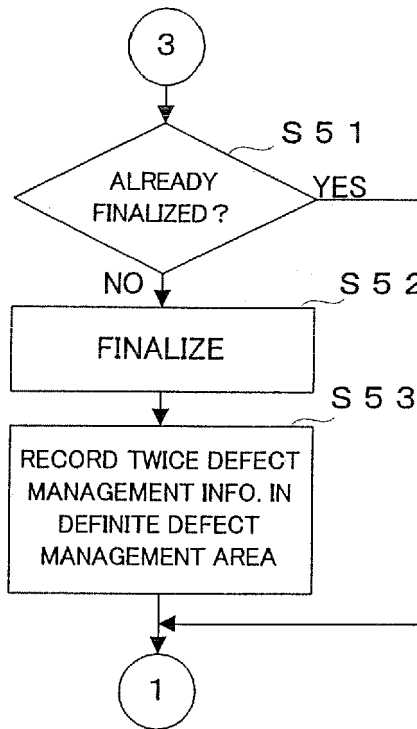 3
S51
ALREADY
FINALIZED?
YES
NO
S52
FINALIZE
S53
RECORD TWICE DEFECT
MANAGEMENT INFO. IN
DEFINITE DEFECT
MANAGEMENT AREA
1